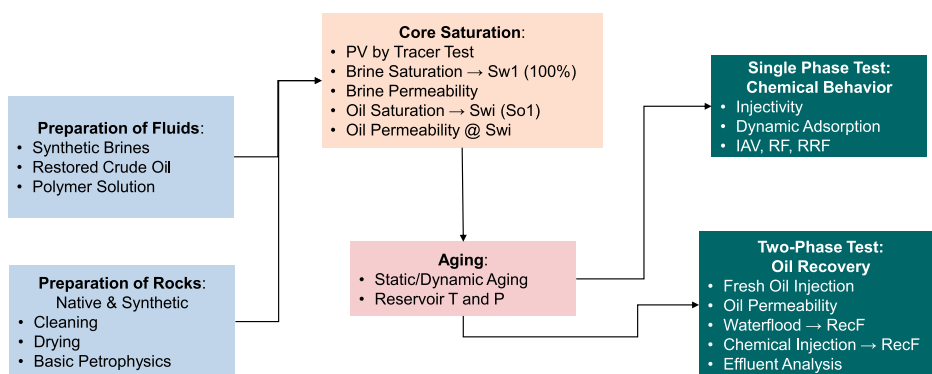 Preparation of Fluids:
• Synthetic Brines
• Restored Crude Oil
• Polymer Solution
Preparation of Rocks:
Native & Synthetic
• Cleaning
• Drying
• Basic Petrophysics
Core Saturation:
• PV by Tracer Test
• Brine Saturation → Sw1 (100%)
• Brine Permeability
• Oil Saturation → Swi (So1)
• Oil Permeability @ Swi
Aging:
• Static/Dynamic Aging
• Reservoir T and P
Single Phase Test:
Chemical Behavior
• Injectivity
• Dynamic Adsorption
• IAV, RF, RRF
Two-Phase Test:
Oil Recovery
• Fresh Oil Injection
• Oil Permeability
• Waterflood → RecF
• Chemical Injection → RecF
• Effluent Analysis